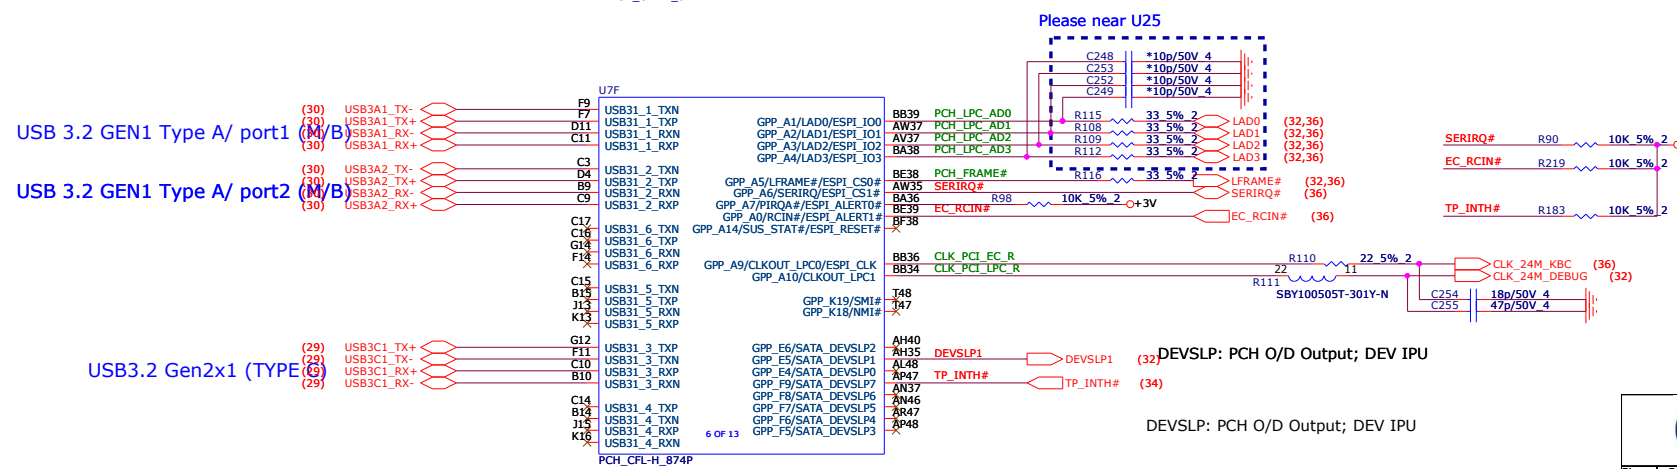 Please near U25
C248 *10p/50V_4
C253 *10p/50V_4
C252 *10p/50V_4
C249 *10p/50V_4
U7F
USB 3.2 GEN1 Type A/ port1 (M/B)
(30) USB3A1_TX- F9 USB31_1_TXN
(30) USB3A1_TX+ F7 USB31_1_TXP
(30) USB3A1_RX- D11 USB31_1_RXN
(30) USB3A1_RX+ C11 USB31_1_RXP
USB 3.2 GEN1 Type A/ port2 (M/B)
(30) USB3A2_TX- C3 USB31_2_TXN
(30) USB3A2_TX+ D4 USB31_2_TXP
(30) USB3A2_RX- B9 USB31_2_RXN
(30) USB3A2_RX+ C9 USB31_2_RXP
C17 USB31_6_TXN
C16 USB31_6_TXP
G14 USB31_6_RXN
F14 USB31_6_RXP
C15 USB31_5_TXN
B15 USB31_5_TXP
J13 USB31_5_RXN
K13 USB31_5_RXP
USB3.2 Gen2x1 (TYPE C)
(29) USB3C1_TX+ G12 USB31_3_TXP
(29) USB3C1_TX- F11 USB31_3_TXN
(29) USB3C1_RX+ C10 USB31_3_RXP
(29) USB3C1_RX- B10 USB31_3_RXN
C14 USB31_4_TXP
B14 USB31_4_TXN
J15 USB31_4_RXP
K16 USB31_4_RXN
GPP_A1/LAD0/ESPI_IO0 BB39 PCH_LPC_AD0 R115 33_5%_2 LAD0 (32,36)
GPP_A2/LAD1/ESPI_IO1 AW37 PCH_LPC_AD1 R108 33_5%_2 LAD1 (32,36)
GPP_A3/LAD2/ESPI_IO2 AV37 PCH_LPC_AD2 R109 33_5%_2 LAD2 (32,36)
GPP_A4/LAD3/ESPI_IO3 BA38 PCH_LPC_AD3 R112 33_5%_2 LAD3 (32,36)
GPP_A5/LFRAME#/ESPI_CS0# BE38 PCH_FRAME# R116 33_5%_2 LFRAME# (32,36)
GPP_A6/SERIRQ/ESPI_CS1# AW35 SERIRQ# SERIRQ# (36)
GPP_A7/PIRQA#/ESPI_ALERT0# BA36 R98 10K_5%_2 +3V
GPP_A0/RCIN#/ESPI_ALERT1# BE39 EC_RCIN# EC_RCIN# (36)
GPP_A14/SUS_STAT#/ESPI_RESET# BF38
GPP_A9/CLKOUT_LPC0/ESPI_CLK BB36 CLK_PCI_EC_R R110 22_5%_2 CLK_24M_KBC (36)
GPP_A10/CLKOUT_LPC1 BB34 CLK_PCI_LPC_R R111 22 11 CLK_24M_DEBUG (32)
SBY100505T-301Y-N
C254 18p/50V_4
C255 47p/50V_4
GPP_K19/SMI# T48
GPP_K18/NMI# T47
GPP_E6/SATA_DEVSLP2 AH40
GPP_E5/SATA_DEVSLP1 AH35 DEVSLP1 DEVSLP1 (32)
GPP_E4/SATA_DEVSLP0 AL48
GPP_F9/SATA_DEVSLP7 AP47 TP_INTH# TP_INTH# (34)
GPP_F8/SATA_DEVSLP6 AN37
GPP_F7/SATA_DEVSLP5 AN46
GPP_F6/SATA_DEVSLP4 AR47
GPP_F5/SATA_DEVSLP3 AP48
6 OF 13
PCH_CFL-H_874P
SERIRQ# R90 10K_5%_2
EC_RCIN# R219 10K_5%_2
TP_INTH# R183 10K_5%_2
DEVSLP: PCH O/D Output; DEV IPU
DEVSLP: PCH O/D Output; DEV IPU